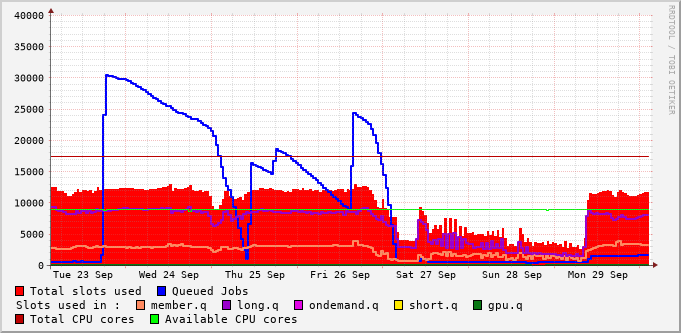 RRDTOOL / TOBI OETIKER
40000
35000
30000
25000
20000
15000
10000
5000
0
Tue 23 Sep Wed 24 Sep Thu 25 Sep Fri 26 Sep Sat 27 Sep Sun 28 Sep Mon 29 Sep
Total slots used Queued Jobs
Slots used in : member.q long.q ondemand.q short.q gpu.q
Total CPU cores Available CPU cores